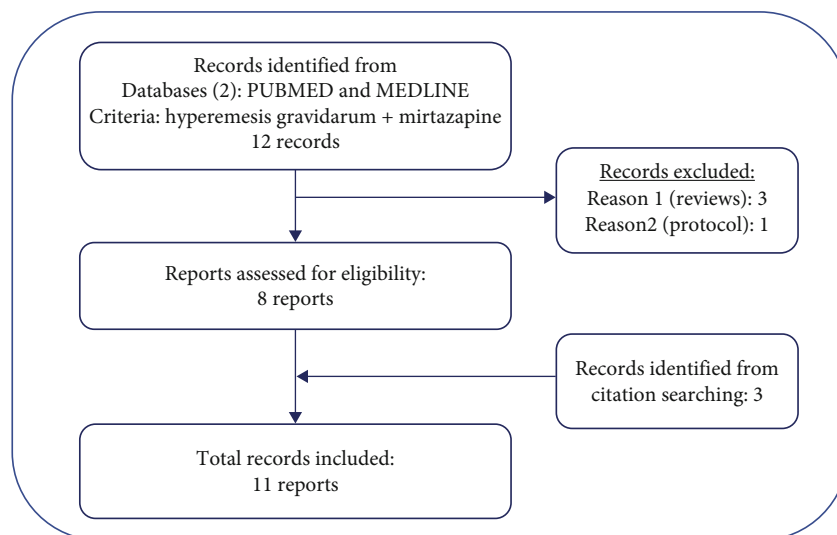 Records identified from
Databases (2): PUBMED and MEDLINE
Criteria: hyperemesis gravidarum + mirtazapine
12 records
Records excluded:
Reason 1 (reviews): 3
Reason2 (protocol): 1
Reports assessed for eligibility:
8 reports
Records identified from
citation searching: 3
Total records included:
11 reports